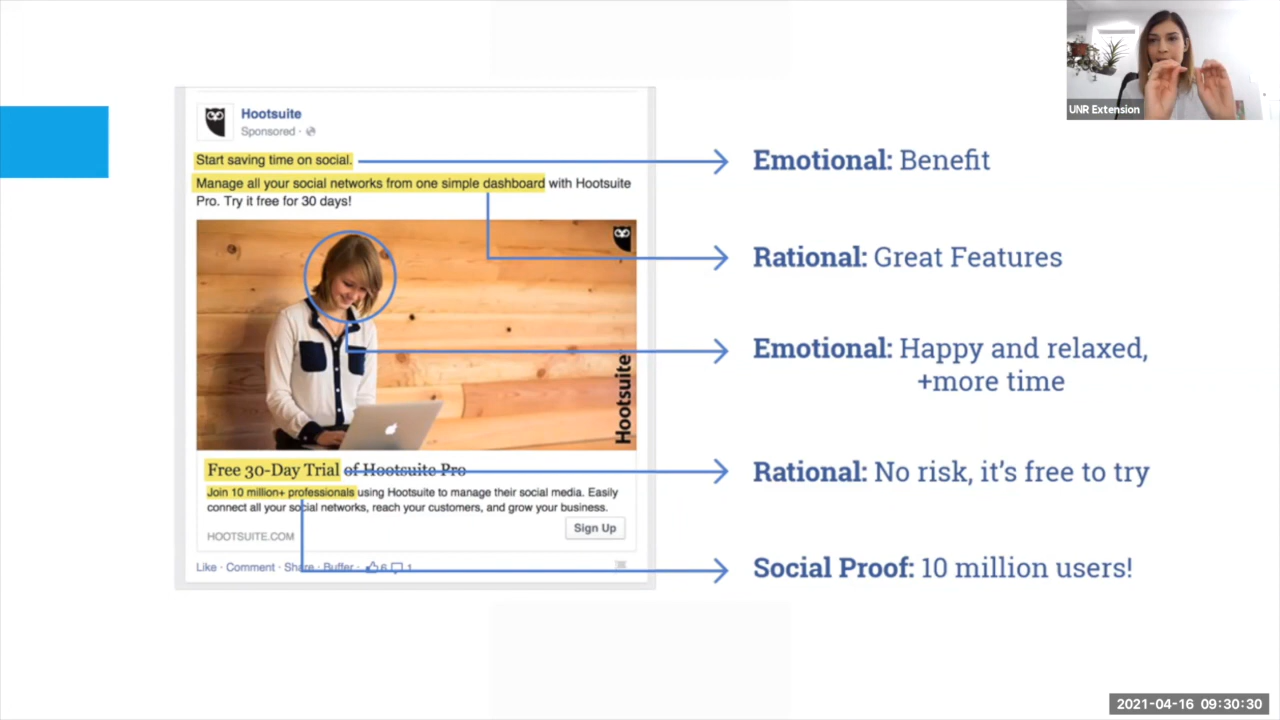 Hootsuite
Sponsored ·
Start saving time on social.
Manage all your social networks from one simple dashboard with Hootsuite
Pro. Try it free for 30 days!
Hootsuite
Free 30-Day Trial of Hootsuite Pro
Join 10 million+ professionals using Hootsuite to manage their social media. Easily
connect all your social networks, reach your customers, and grow your business.
HOOTSUITE.COM
Sign Up
Like · Comment · Share · Buffer · 6 1
Emotional: Benefit
Rational: Great Features
Emotional: Happy and relaxed,
+more time
Rational: No risk, it's free to try
Social Proof: 10 million users!
UNR Extension
2021-04-16 09:30:30